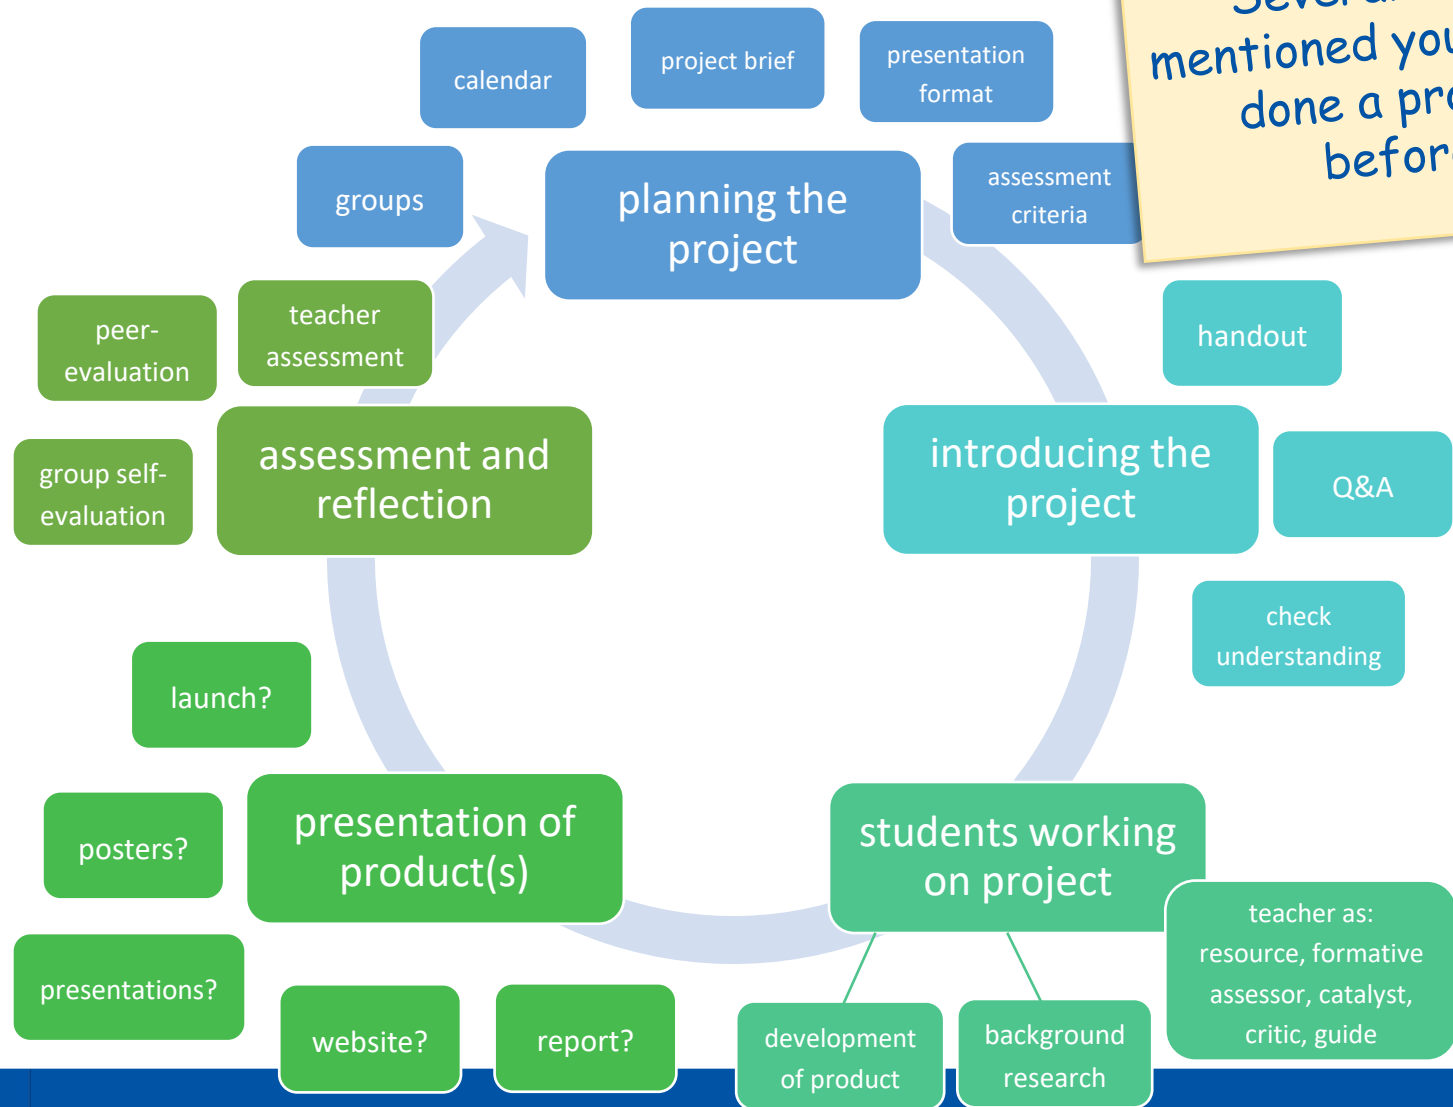 Several
mentioned you
done a
before
calendar
project brief
presentation
format
groups
planning the
project
assessment
criteria
peer-
evaluation
teacher
assessment
handout
group self-
evaluation
assessment and
reflection
introducing the
project
Q&A
check
understanding
launch?
posters?
presentation of
product(s)
students working
on project
presentations?
website?
report?
development
of product
background
research
teacher as:
resource, formative
assessor, catalyst,
critic, guide